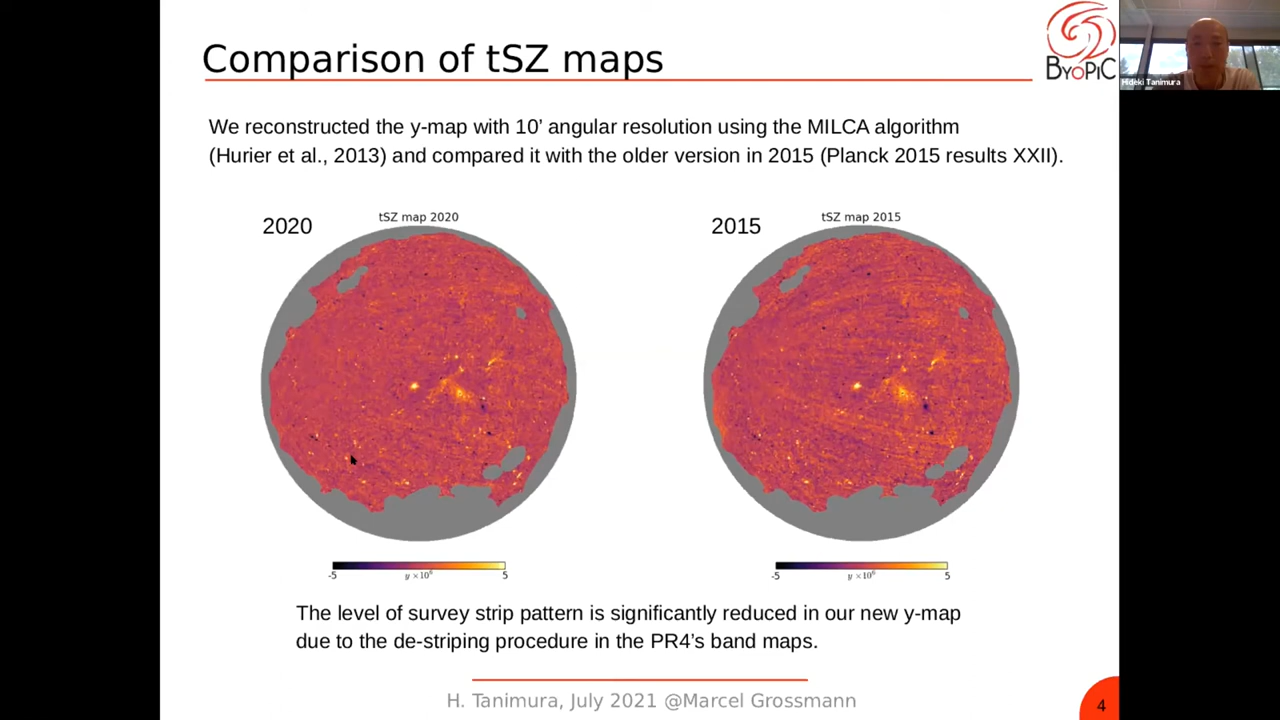 Comparison of tSZ maps
BYOPIC
Hideki Tanimura
We reconstructed the y-map with 10’ angular resolution using the MILCA algorithm
(Hurier et al., 2013) and compared it with the older version in 2015 (Planck 2015 results XXII).
2020
tSZ map 2020
2015
tSZ map 2015
-5
y ×10⁶
5
-5
y ×10⁶
5
The level of survey strip pattern is significantly reduced in our new y-map
due to the de-striping procedure in the PR4’s band maps.
H. Tanimura, July 2021 @Marcel Grossmann
4